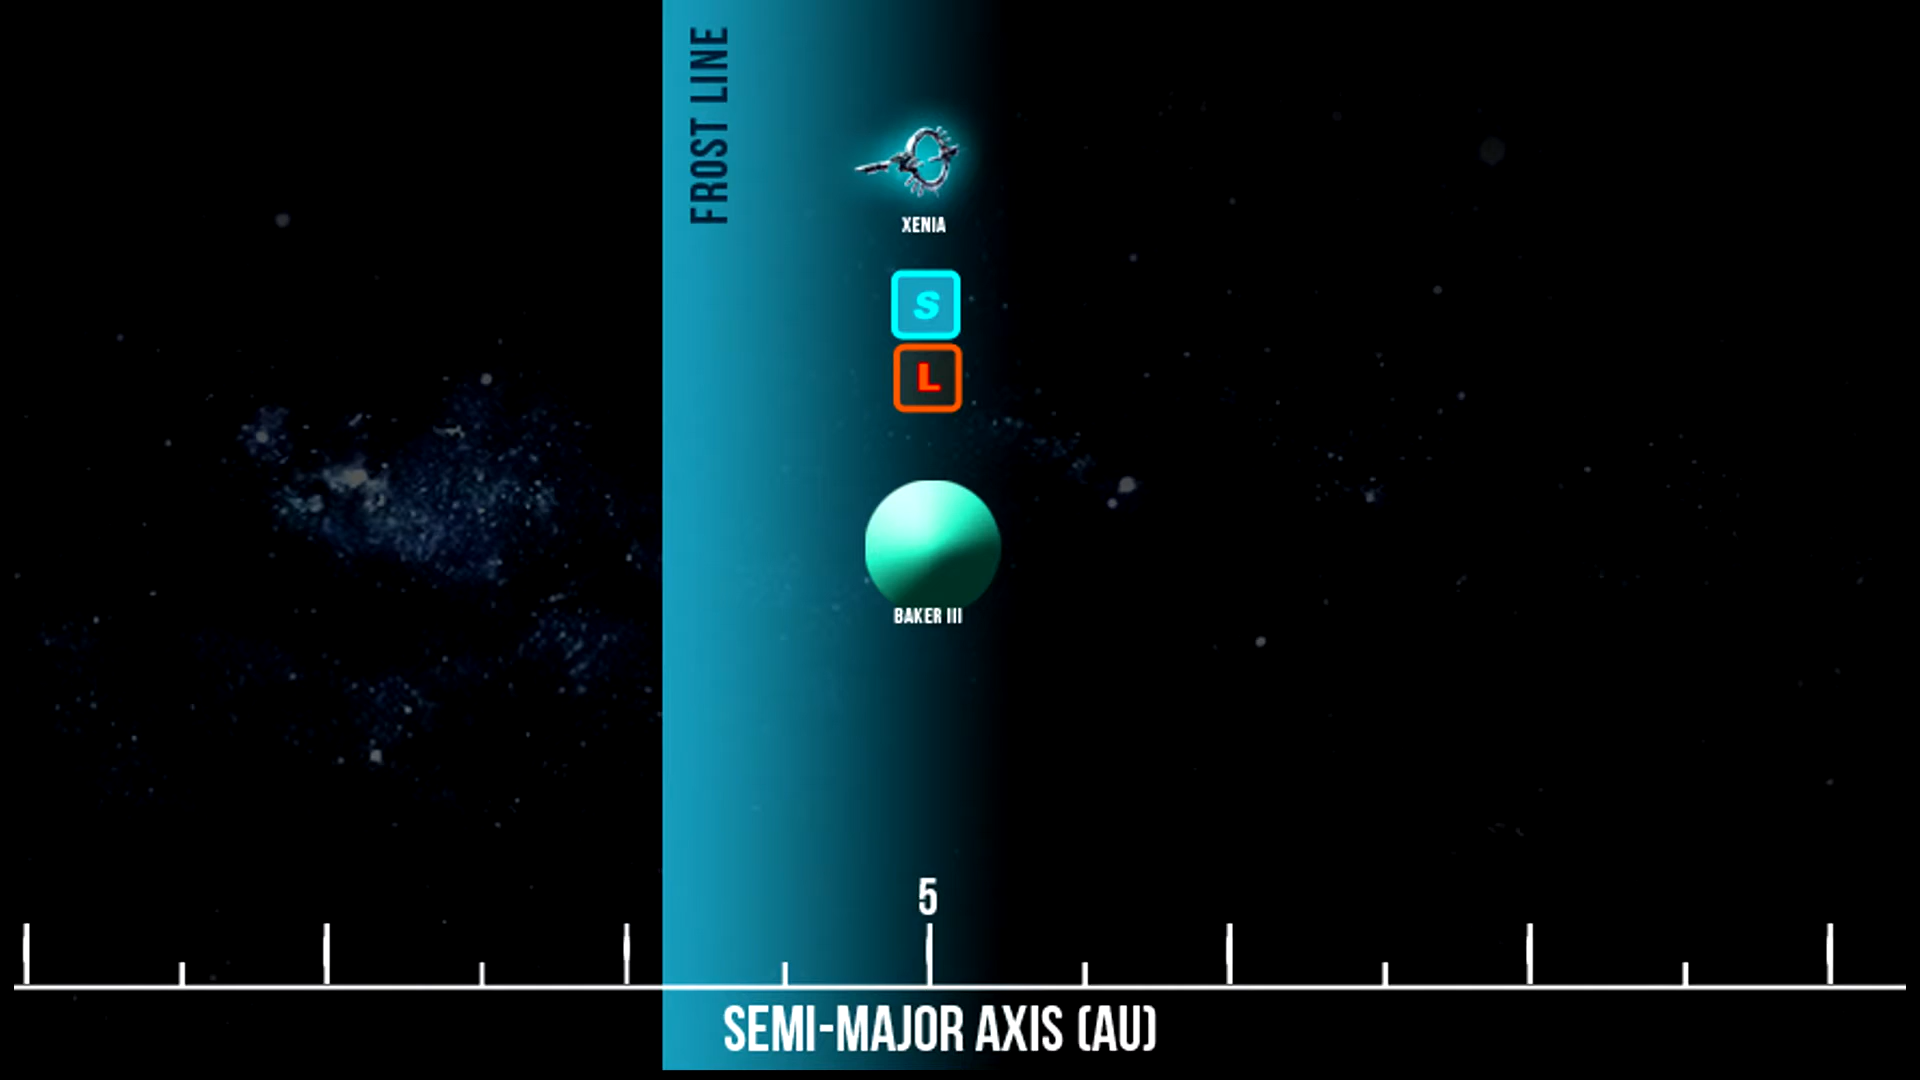 FROST LINE
XENIA
S
L
BAKER III
5
SEMI-MAJOR AXIS (AU)